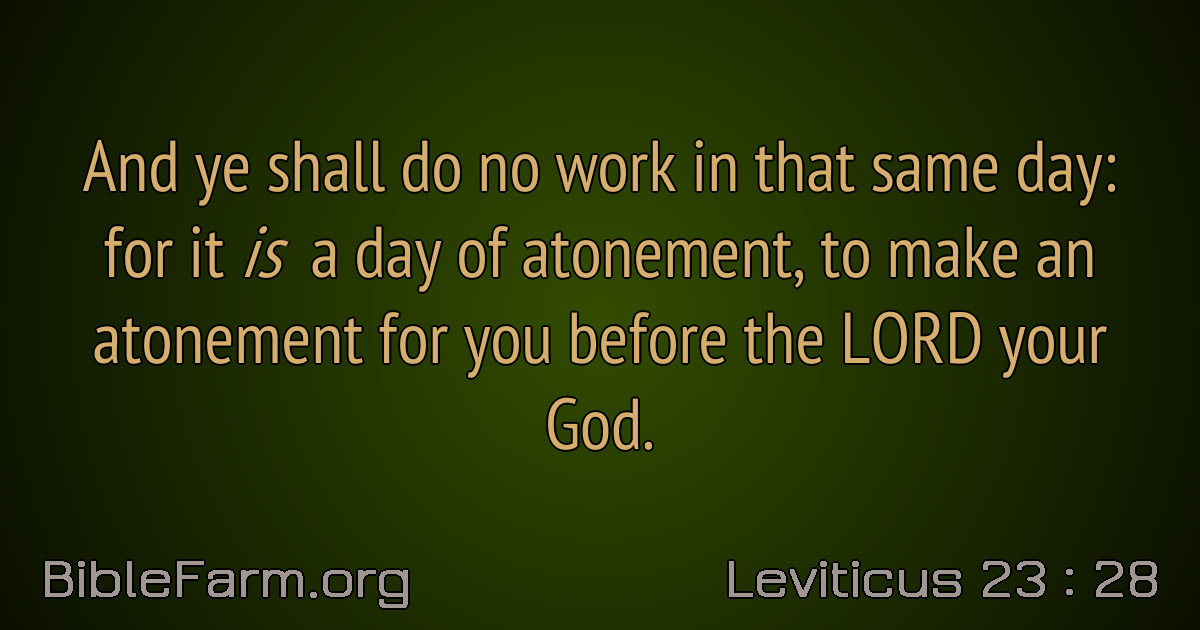 And ye shall do no work in that same day:
for it is a day of atonement, to make an
atonement for you before the LORD your
God.
BibleFarm.org
Leviticus 23 : 28